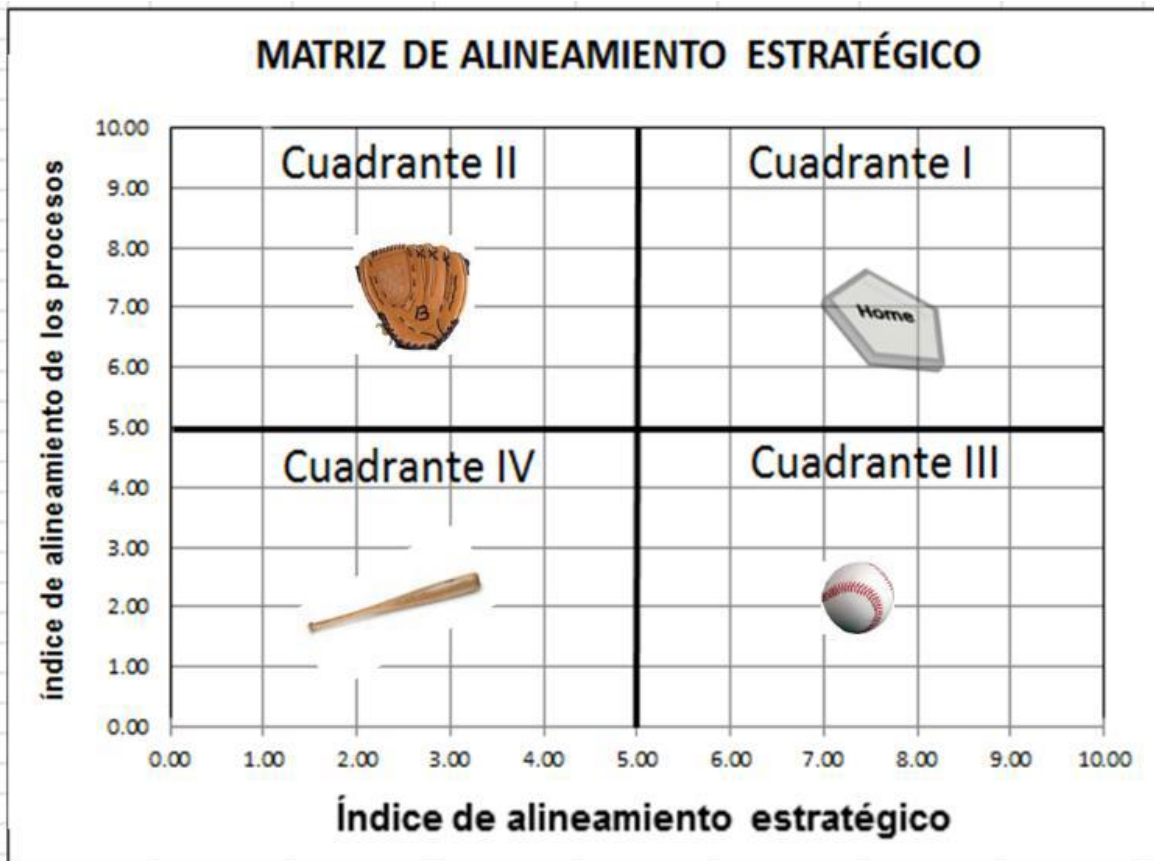 MATRIZ DE ALINEAMIENTO ESTRATÉGICO
índice de alineamiento de los procesos
10.00
9.00
8.00
7.00
6.00
5.00
4.00
3.00
2.00
1.00
0.00
Cuadrante II
Cuadrante I
B
Home
Cuadrante IV
Cuadrante III
0.00 1.00 2.00 3.00 4.00 5.00 6.00 7.00 8.00 9.00 10.00
Índice de alineamiento estratégico